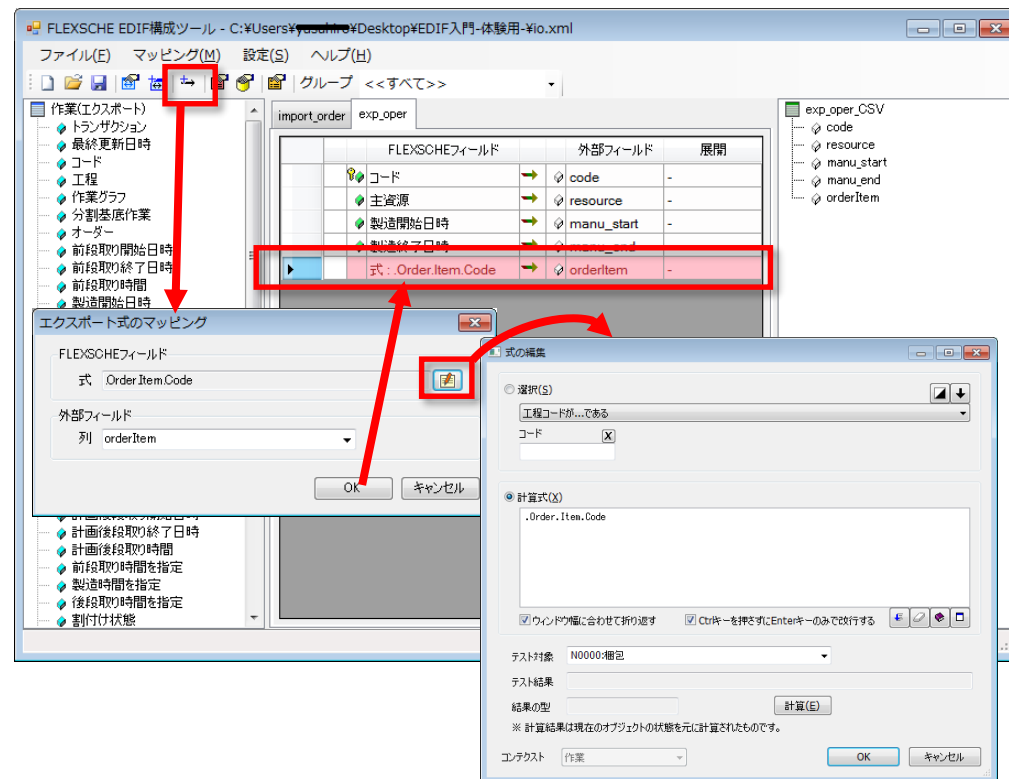 FLEXSCHE EDIF構成ツール - C:¥Users¥ ¥Desktop¥EDIF入門-体験用-¥io.xml
ファイル(F) マッピング(M) 設定(S) ヘルプ(H)
グループ <<すべて>>
作業(エクスポート)
トランザクション
最終更新日時
コード
工程
作業グラフ
分割基底作業
オーダー
前段取り開始日時
前段取り終了日時
前段取り時間
製造開始日時
import_order exp_oper
FLEXSCHEフィールド 外部フィールド 展開
コード code -
主資源 resource -
製造開始日時 manu_start -
製造終了日時 manu_end -
式 : .Order.Item.Code orderItem -
exp_oper_CSV
code
resource
manu_start
manu_end
orderItem
エクスポート式のマッピング
FLEXSCHEフィールド
式 .Order.Item.Code
外部フィールド
列 orderItem
OK キャンセル
計画後段取り開始日時
計画後段取り終了日時
計画後段取り時間
前段取り時間を指定
製造時間を指定
後段取り時間を指定
割付け状態
式の編集
選択(S)
工程コードが...である
コード X
計算式(X)
.Order.Item.Code
ウィンドウ幅に合わせて折り返す Ctrlキーを押さずにEnterキーのみで改行する
テスト対象 N0000:梱包
テスト結果
結果の型 計算(E)
※ 計算結果は現在のオブジェクトの状態を元に計算されたものです。
コンテクスト 作業 OK キャンセル